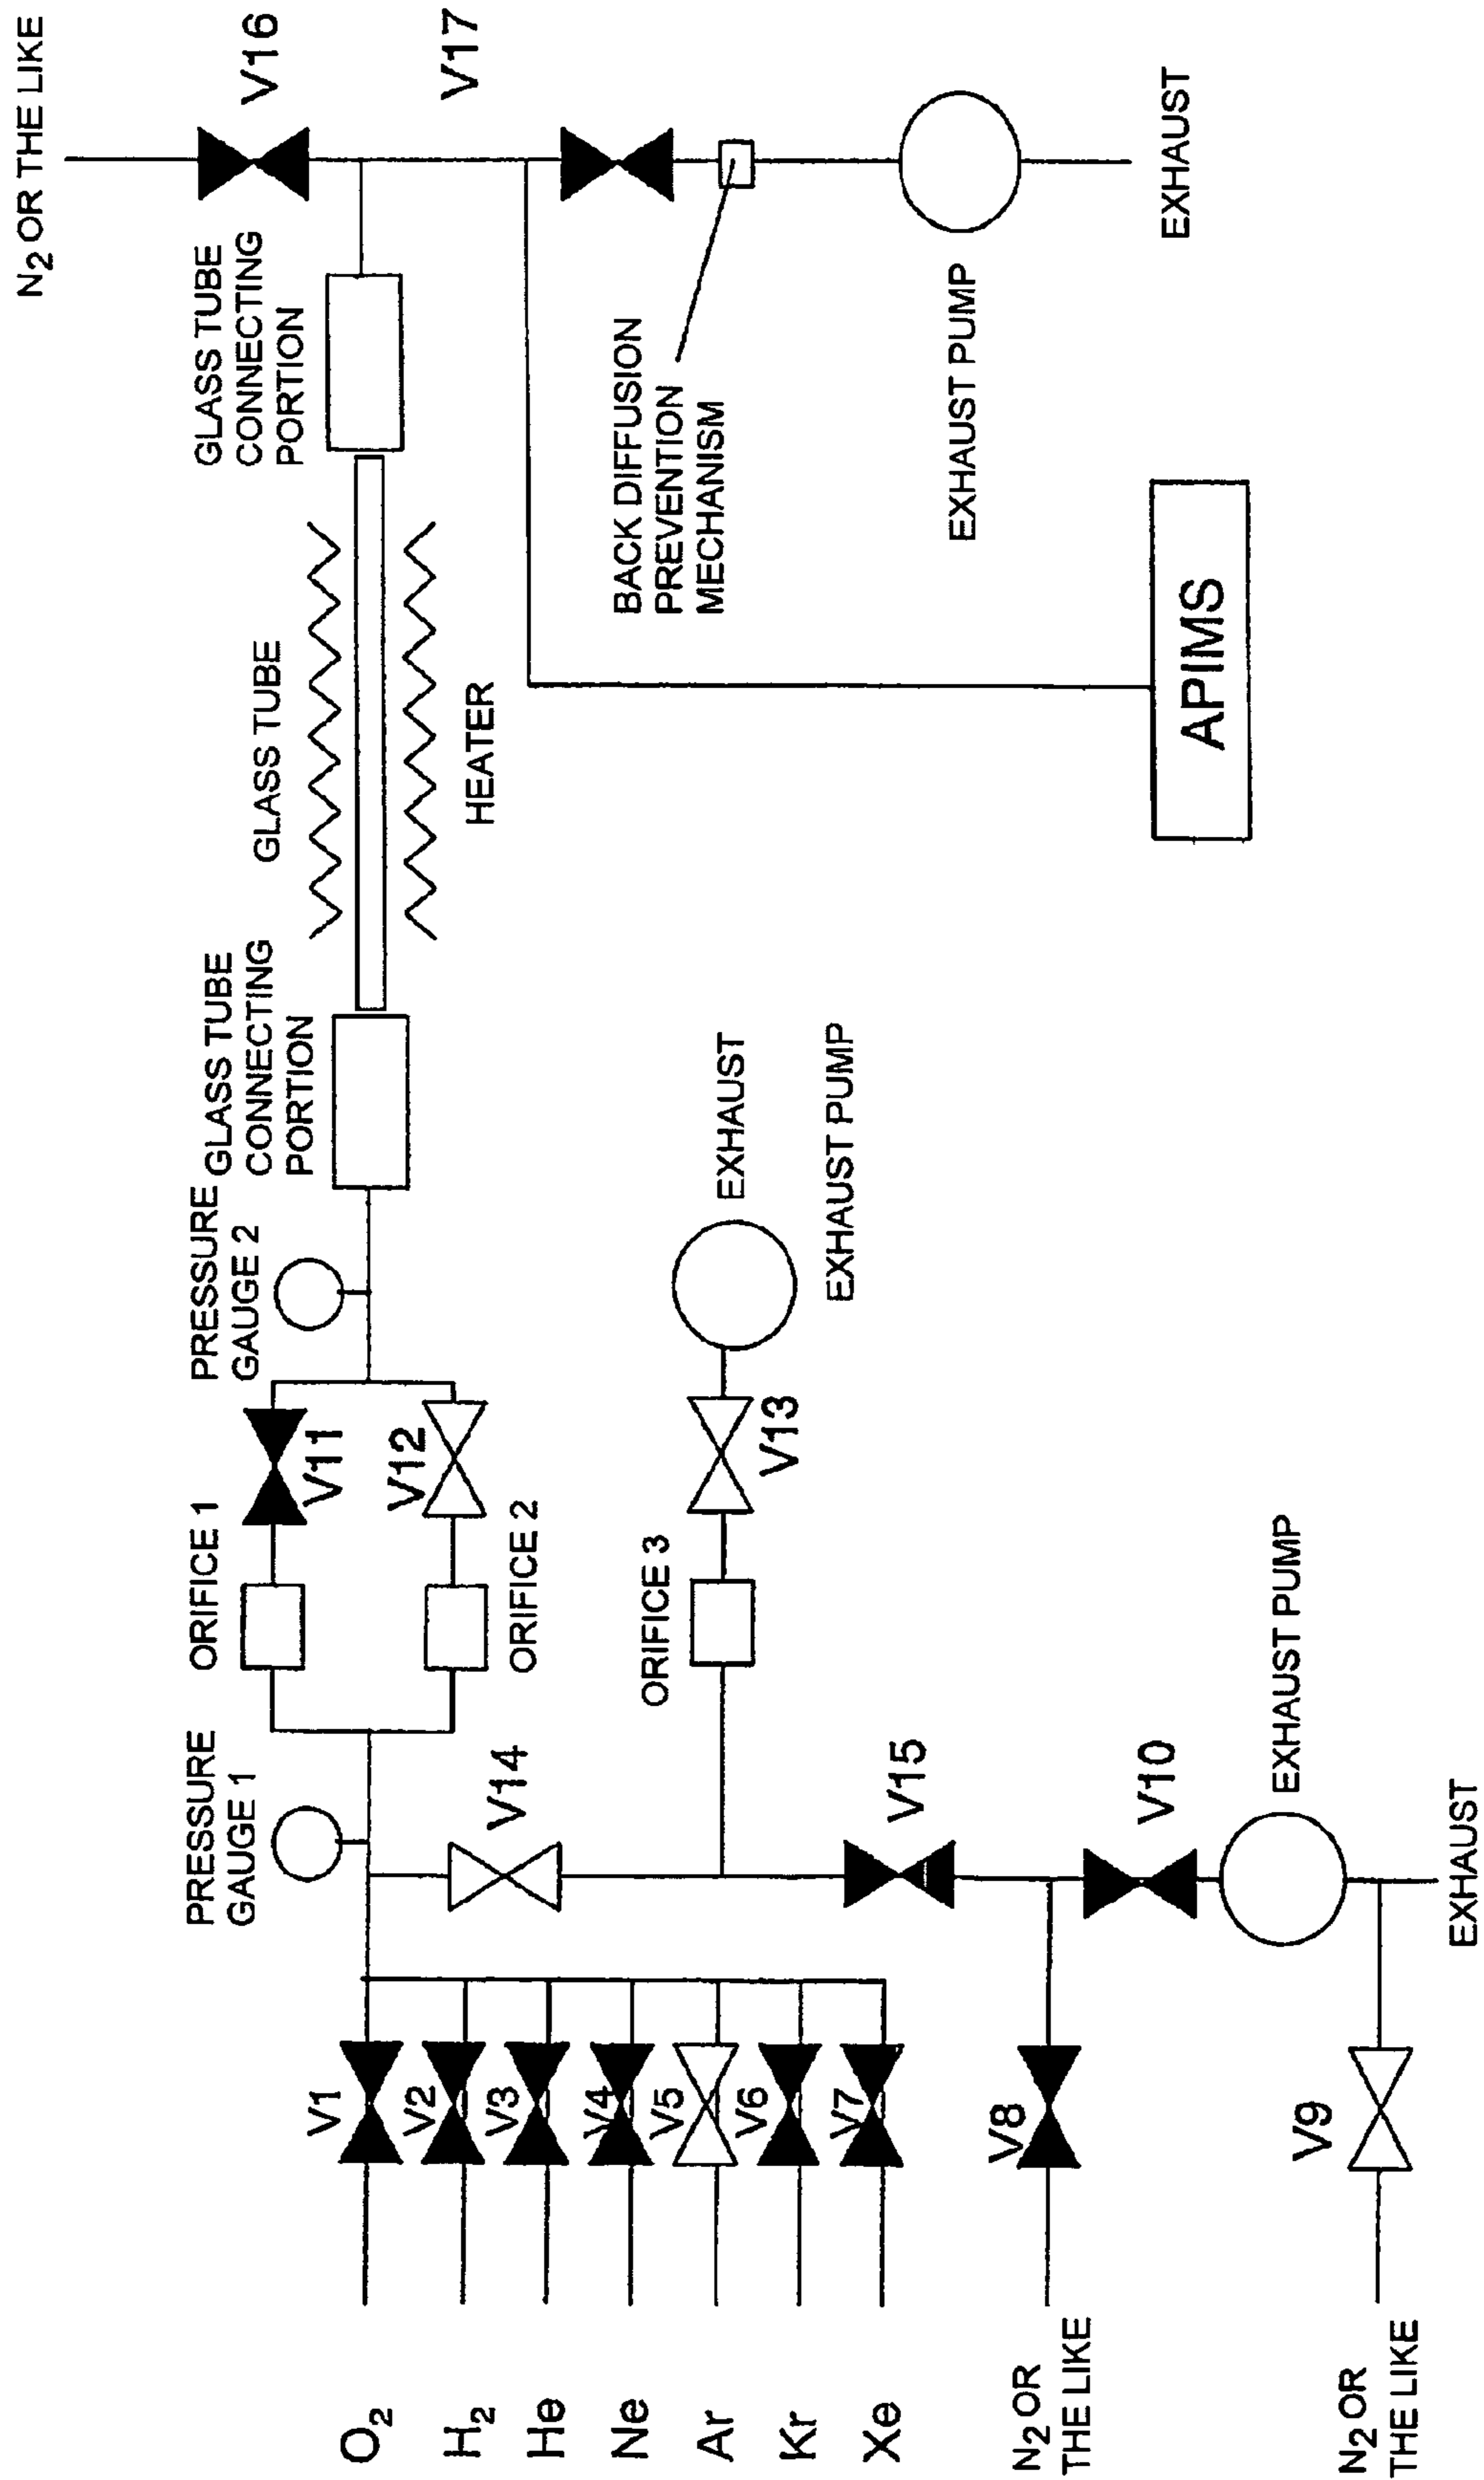 O2
H2
He
Ne
Ar
Kr
Xe
N2 OR
THE LIKE
N2 OR
THE LIKE
V1
V2
V3
V4
V5
V6
V7
V8
V9
PRESSURE
GAUGE 1
V14
V15
V10
EXHAUST PUMP
EXHAUST
ORIFICE 1
ORIFICE 2
ORIFICE 3
V11
V12
V13
EXHAUST
EXHAUST PUMP
PRESSURE
GAUGE 2
GLASS TUBE
CONNECTING
PORTION
GLASS TUBE
HEATER
GLASS TUBE
CONNECTING
PORTION
BACK DIFFUSION
PREVENTION
MECHANISM
EXHAUST PUMP
APIMS
N2 OR THE LIKE
V16
V17
EXHAUST